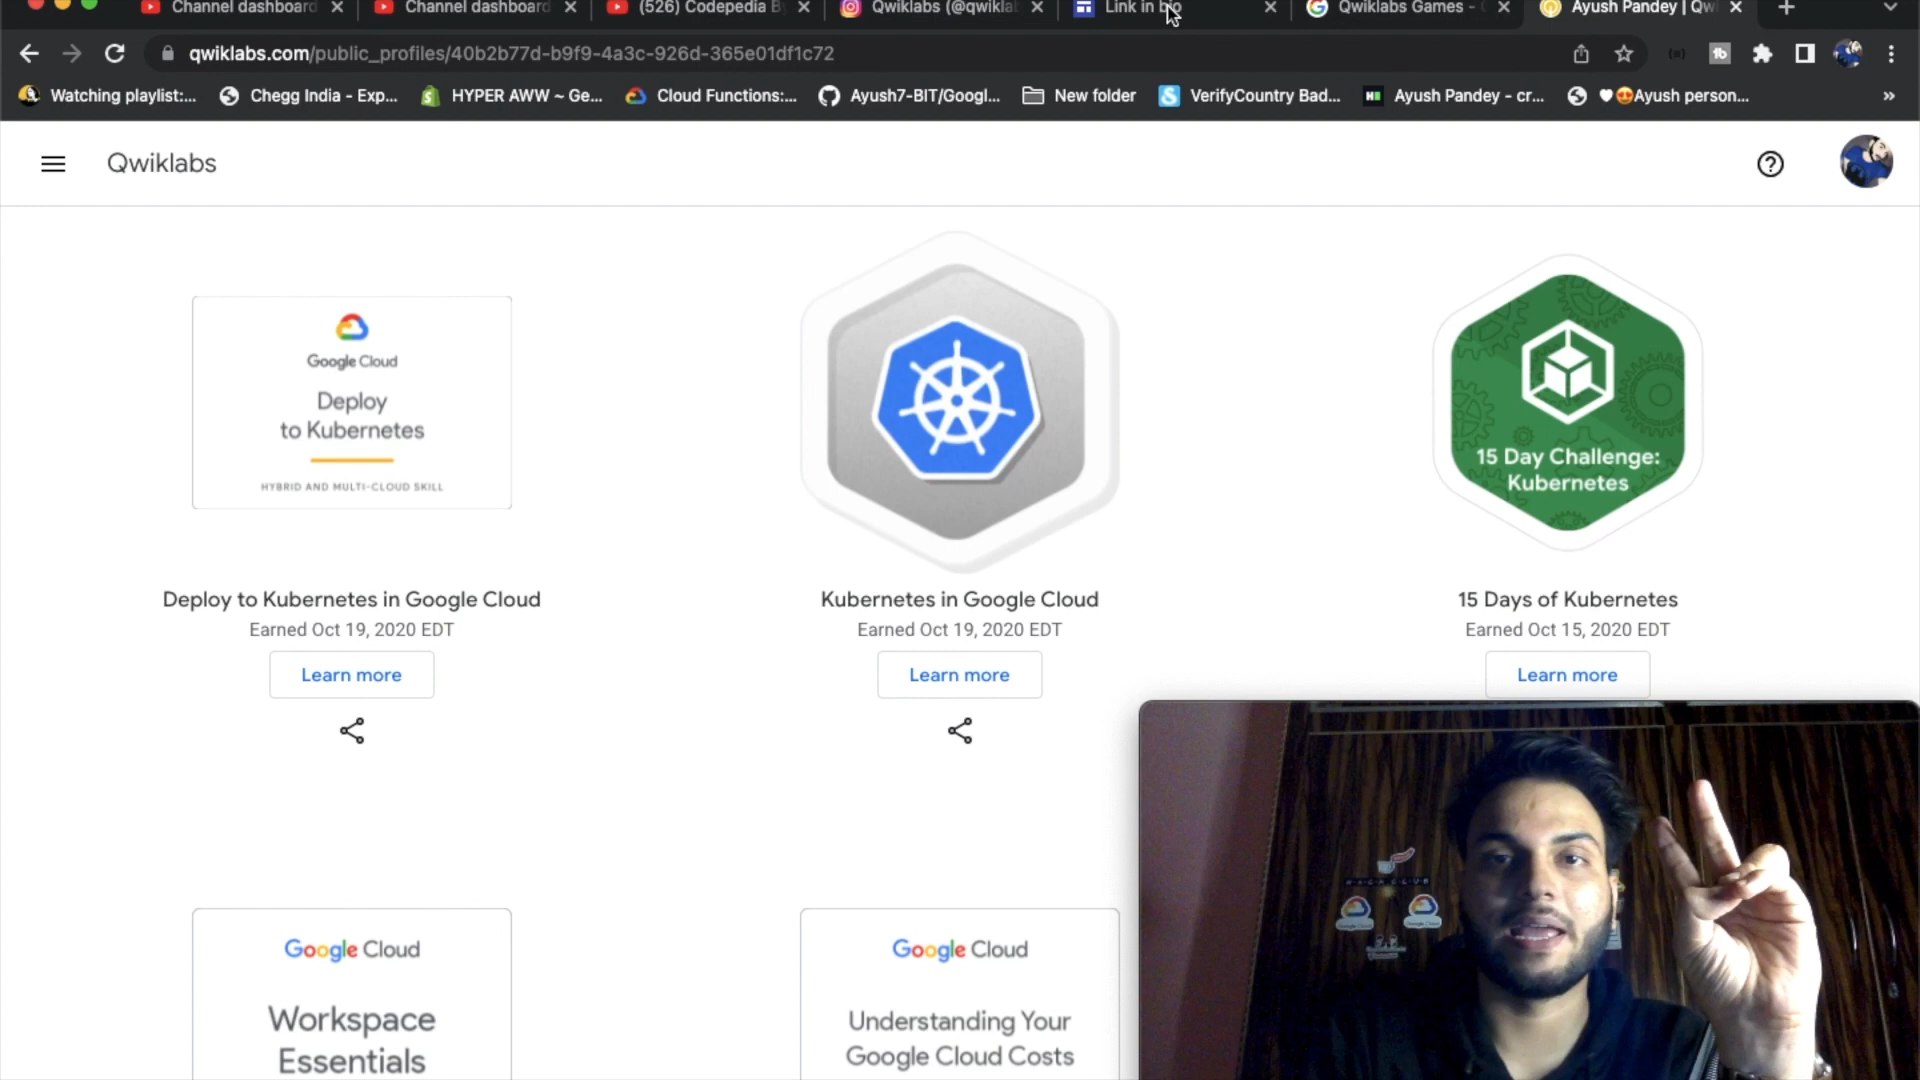 Channel dashboard
Channel dashboard
(526) Codepedia B
Qwiklabs (@qwikla
Link in bio
Qwiklabs Games -
Ayush Pandey | Qwi
qwiklabs.com/public_profiles/40b2b77d-b9f9-4a3c-926d-365e01df1c72
Watching playlist:...
Chegg India - Exp...
HYPER AWW ~ Ge...
Cloud Functions:...
Ayush7-BIT/Googl...
New folder
VerifyCountry Bad...
Ayush Pandey - cr...
♥😍Ayush person...
»
Qwiklabs
Google Cloud
Deploy
to Kubernetes
HYBRID AND MULTI-CLOUD SKILL
15 Day Challenge:
Kubernetes
Deploy to Kubernetes in Google Cloud
Kubernetes in Google Cloud
15 Days of Kubernetes
Earned Oct 19, 2020 EDT
Earned Oct 19, 2020 EDT
Earned Oct 15, 2020 EDT
Learn more
Learn more
Learn more
Google Cloud
Workspace
Essentials
Google Cloud
Understanding Your
Google Cloud Costs